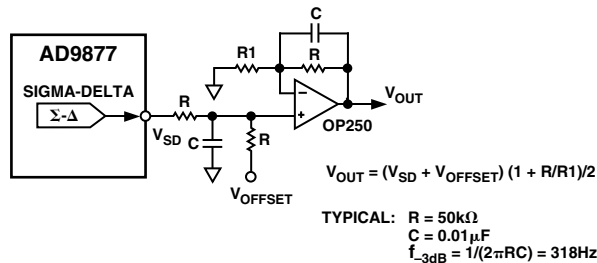 AD9877
SIGMA-DELTA
Σ-Δ
R
V_SD
C
R
V_OFFSET
C
R1
R
−
+
OP250
V_OUT
V_OUT = (V_SD + V_OFFSET) (1 + R/R1)/2
TYPICAL: R = 50kΩ
C = 0.01μF
f_–3dB = 1/(2πRC) = 318Hz